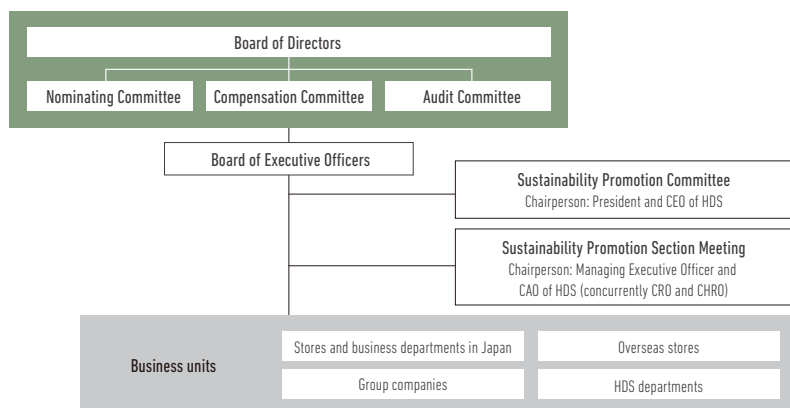 Board of Directors
Nominating Committee
Compensation Committee
Audit Committee
Board of Executive Officers
Sustainability Promotion Committee
Chairperson: President and CEO of HDS
Sustainability Promotion Section Meeting
Chairperson: Managing Executive Officer and
CAO of HDS (concurrently CRO and CHRO)
Business units
Stores and business departments in Japan
Overseas stores
Group companies
HDS departments